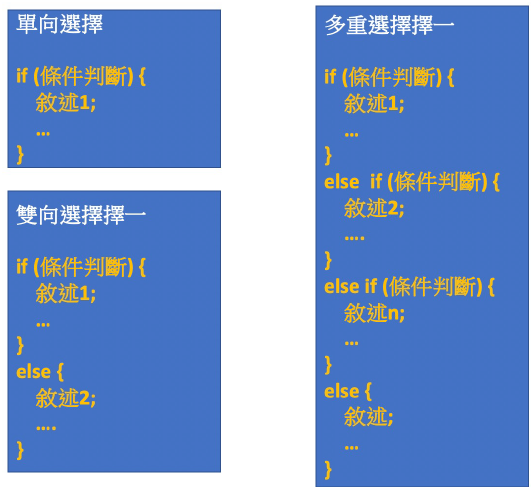 單向選擇
if (條件判斷) {
敘述1;
...
}
雙向選擇擇一
if (條件判斷) {
敘述1;
...
}
else {
敘述2;
....
}
多重選擇擇一
if (條件判斷) {
敘述1;
...
}
else  if (條件判斷) {
敘述2;
....
}
else if (條件判斷) {
敘述n;
...
}
else {
敘述;
...
}